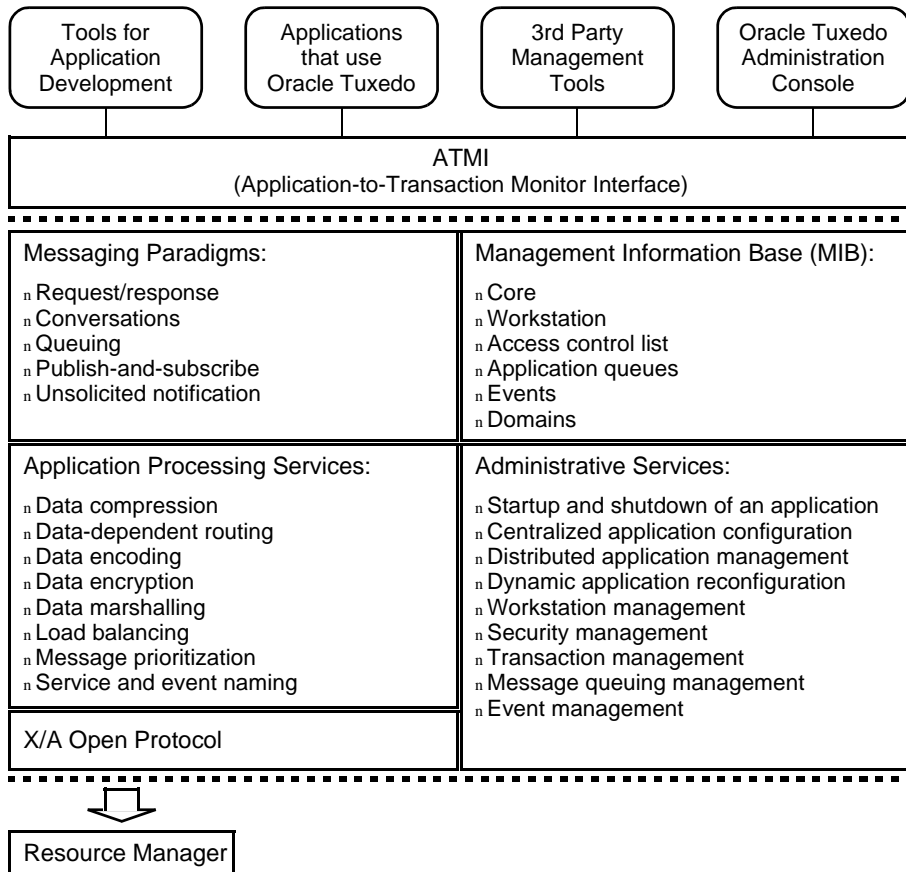 Tools for
Application
Development
Applications
that use
Oracle Tuxedo
3rd Party
Management
Tools
Oracle Tuxedo
Administration
Console
ATMI
(Application-to-Transaction Monitor Interface)
Messaging Paradigms:
n Request/response
n Conversations
n Queuing
n Publish-and-subscribe
n Unsolicited notification
Management Information Base (MIB):
n Core
n Workstation
n Access control list
n Application queues
n Events
n Domains
Application Processing Services:
n Data compression
n Data-dependent routing
n Data encoding
n Data encryption
n Data marshalling
n Load balancing
n Message prioritization
n Service and event naming
Administrative Services:
n Startup and shutdown of an application
n Centralized application configuration
n Distributed application management
n Dynamic application reconfiguration
n Workstation management
n Security management
n Transaction management
n Message queuing management
n Event management
X/A Open Protocol
Resource Manager